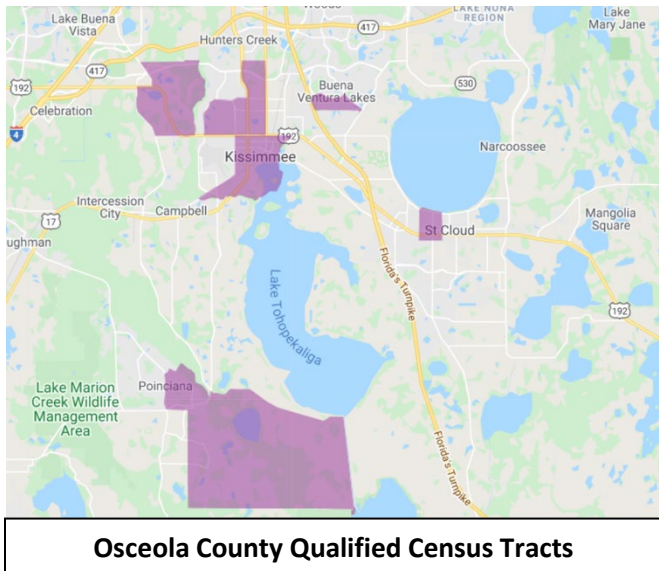 Lake Buena
Vista
Hunters Creek
417
LAKE NONA
REGION
Lake
Mary Jane
417
192
Celebration
4
Buena
Ventura Lakes
530
192
Kissimmee
Narcoossee
Intercession
City
Campbell
17
ughman
St Cloud
Mangolia
Square
Florida's Turnpike
Lake Tohopekaliga
192
Poinciana
Lake Marion
Creek Wildlife
Management
Area
Florida's Turnpike
Osceola County Qualified Census Tracts